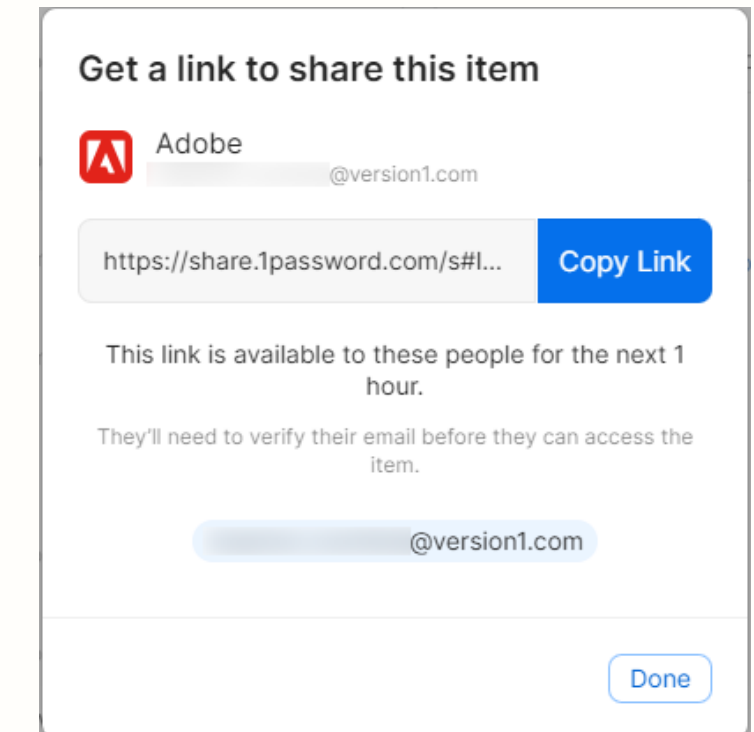 Get a link to share this item
Adobe
@version1.com
https://share.1password.com/s#I...
Copy Link
This link is available to these people for the next 1
hour.
They'll need to verify their email before they can access the
item.
@version1.com
Done